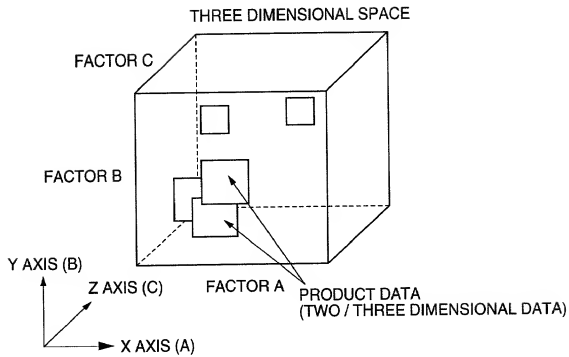 THREE DIMENSIONAL SPACE
FACTOR C
FACTOR B
Y AXIS (B)
Z AXIS (C)
FACTOR A
PRODUCT DATA
(TWO / THREE DIMENSIONAL DATA)
X AXIS (A)